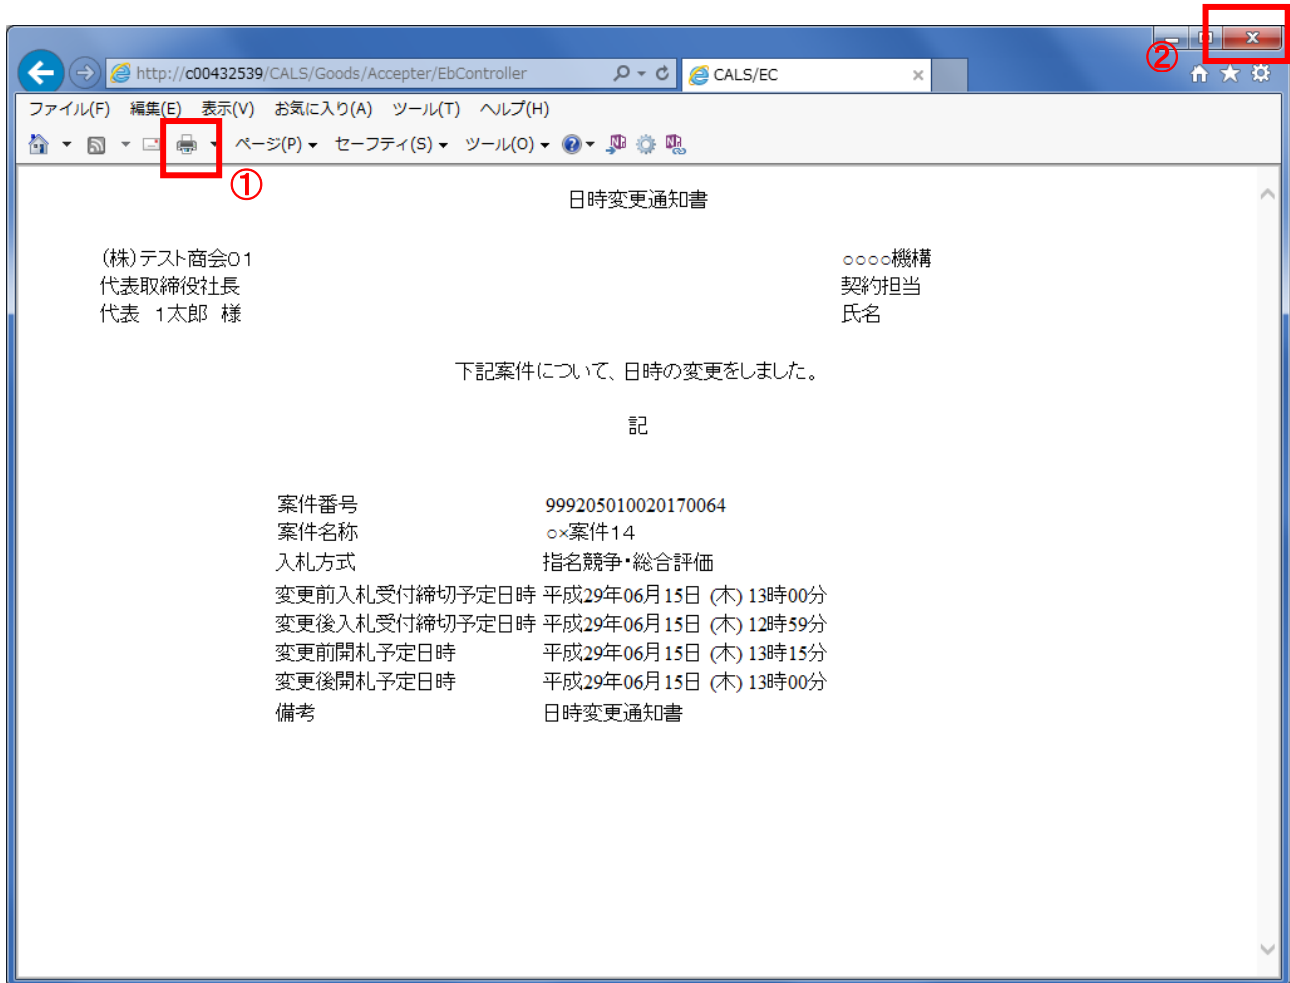 ②
http://c00432539/CALS/Goods/Accepter/EbController
CALS/EC
ファイル(F) 編集(E) 表示(V) お気に入り(A) ツール(T) ヘルプ(H)
ページ(P) セーフティ(S) ツール(O)
①
日時変更通知書
(株)テスト商会01
○○○○機構
代表取締役社長
契約担当
代表 1太郎 様
氏名
下記案件について、日時の変更をしました。
記
案件番号 999205010020170064
案件名称 ○×案件14
入札方式 指名競争・総合評価
変更前入札受付締切予定日時 平成29年06月15日 (木) 13時00分
変更後入札受付締切予定日時 平成29年06月15日 (木) 12時59分
変更前開札予定日時 平成29年06月15日 (木) 13時15分
変更後開札予定日時 平成29年06月15日 (木) 13時00分
備考 日時変更通知書